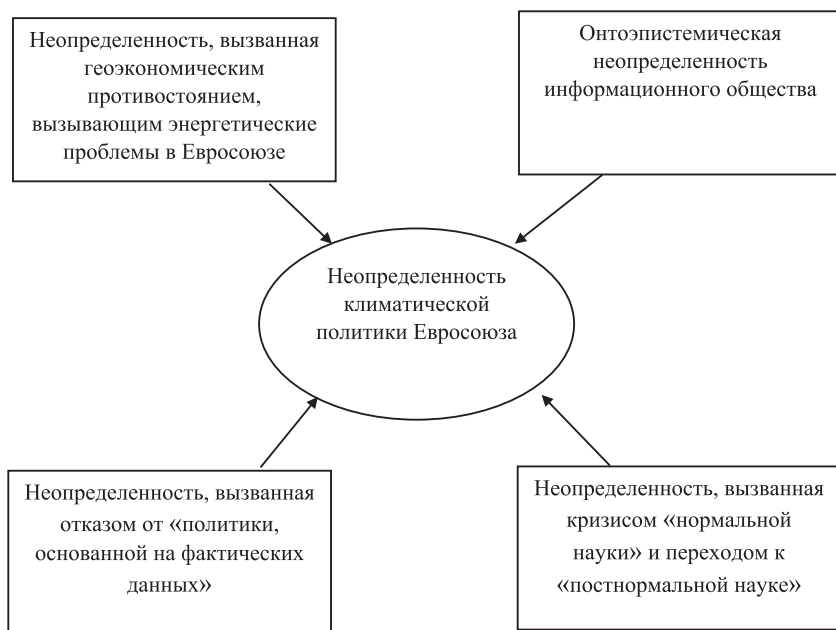 Неопределенность, вызванная
геоэкономическим
противостоянием,
вызывающим энергетические
проблемы в Евросоюзе
Онтоэпистемическая
неопределенность
информационного общества
Неопределенность
климатической
политики Евросоюза
Неопределенность, вызванная
отказом от «политики,
основанной на фактических
данных»
Неопределенность, вызванная
кризисом «нормальной
науки» и переходом к
«постнормальной науке»